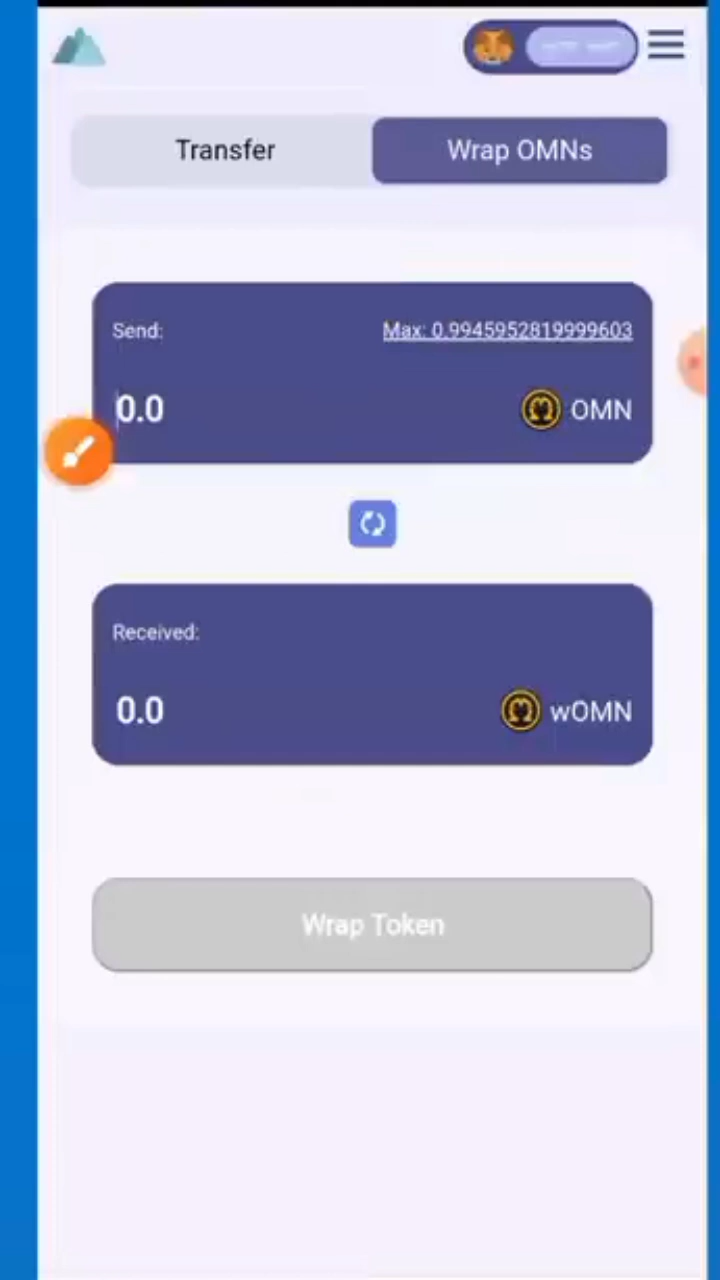 Transfer
Wrap OMNs
Send:
Max: 0.9945952819999603
0.0
OMN
Received:
0.0
wOMN
Wrap Token